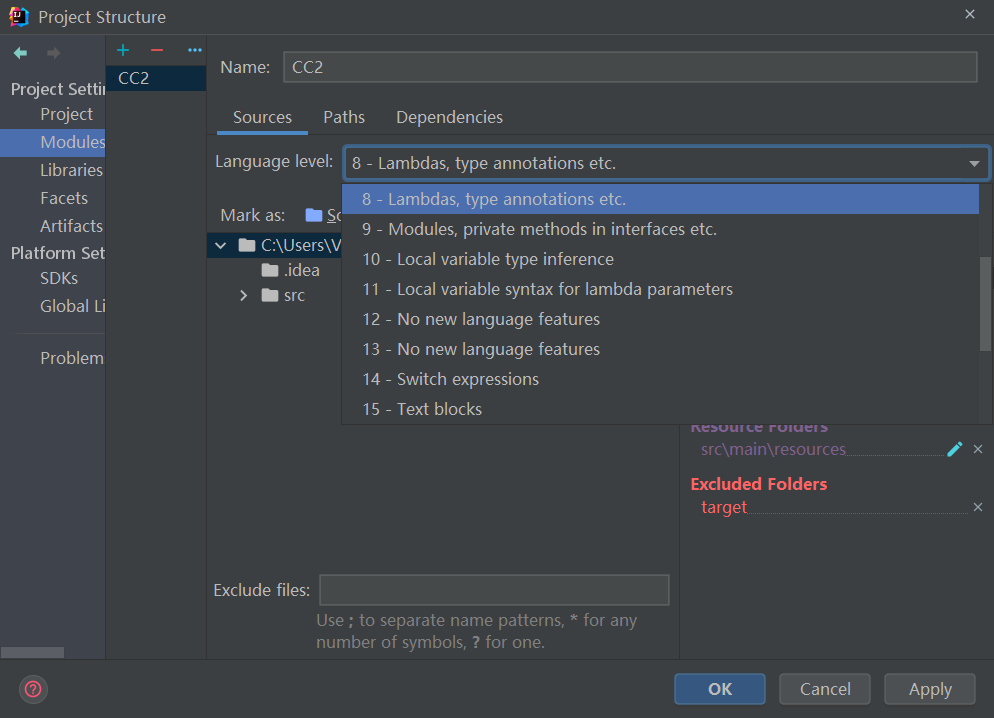 Project Structure
Project Settin
Project
Modules
Libraries
Facets
Artifacts
Platform Set
SDKs
Global Li
Problem
CC2
Name: CC2
Sources Paths Dependencies
Language level: 8 - Lambdas, type annotations etc.
8 - Lambdas, type annotations etc.
9 - Modules, private methods in interfaces etc.
10 - Local variable type inference
11 - Local variable syntax for lambda parameters
12 - No new language features
13 - No new language features
14 - Switch expressions
15 - Text blocks
Mark as: So
C:\Users\V
.idea
src
Resource Folders
src\main\resources
Excluded Folders
target
Exclude files:
Use ; to separate name patterns, * for any
number of symbols, ? for one.
OK Cancel Apply